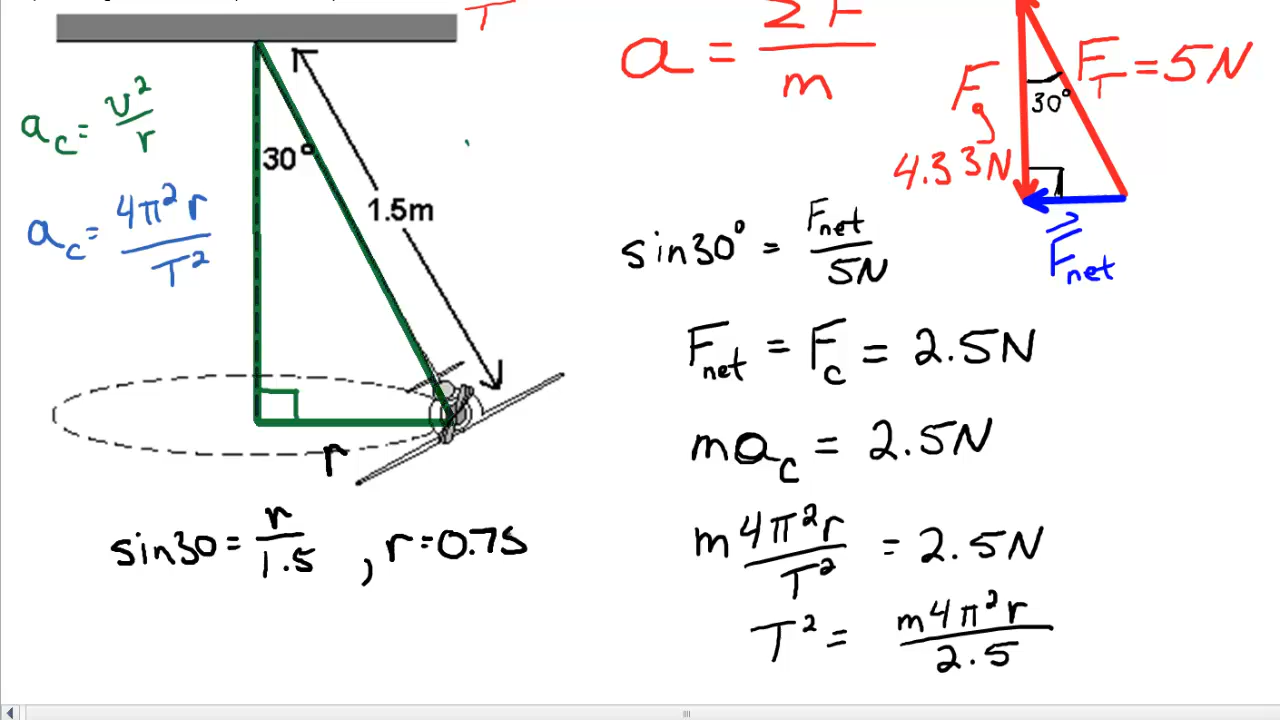 T
a = ΣF/m
a_c = v²/r
a_c = 4π²r/T²
30°
1.5m
r
sin30 = r/1.5 , r=0.75
F_T = 5N
30°
F_g
4.33N
F_net
sin30° = F_net/5N
F_net = F_c = 2.5N
ma_c = 2.5N
m 4π²r/T² = 2.5N
T² = m4π²r/2.5